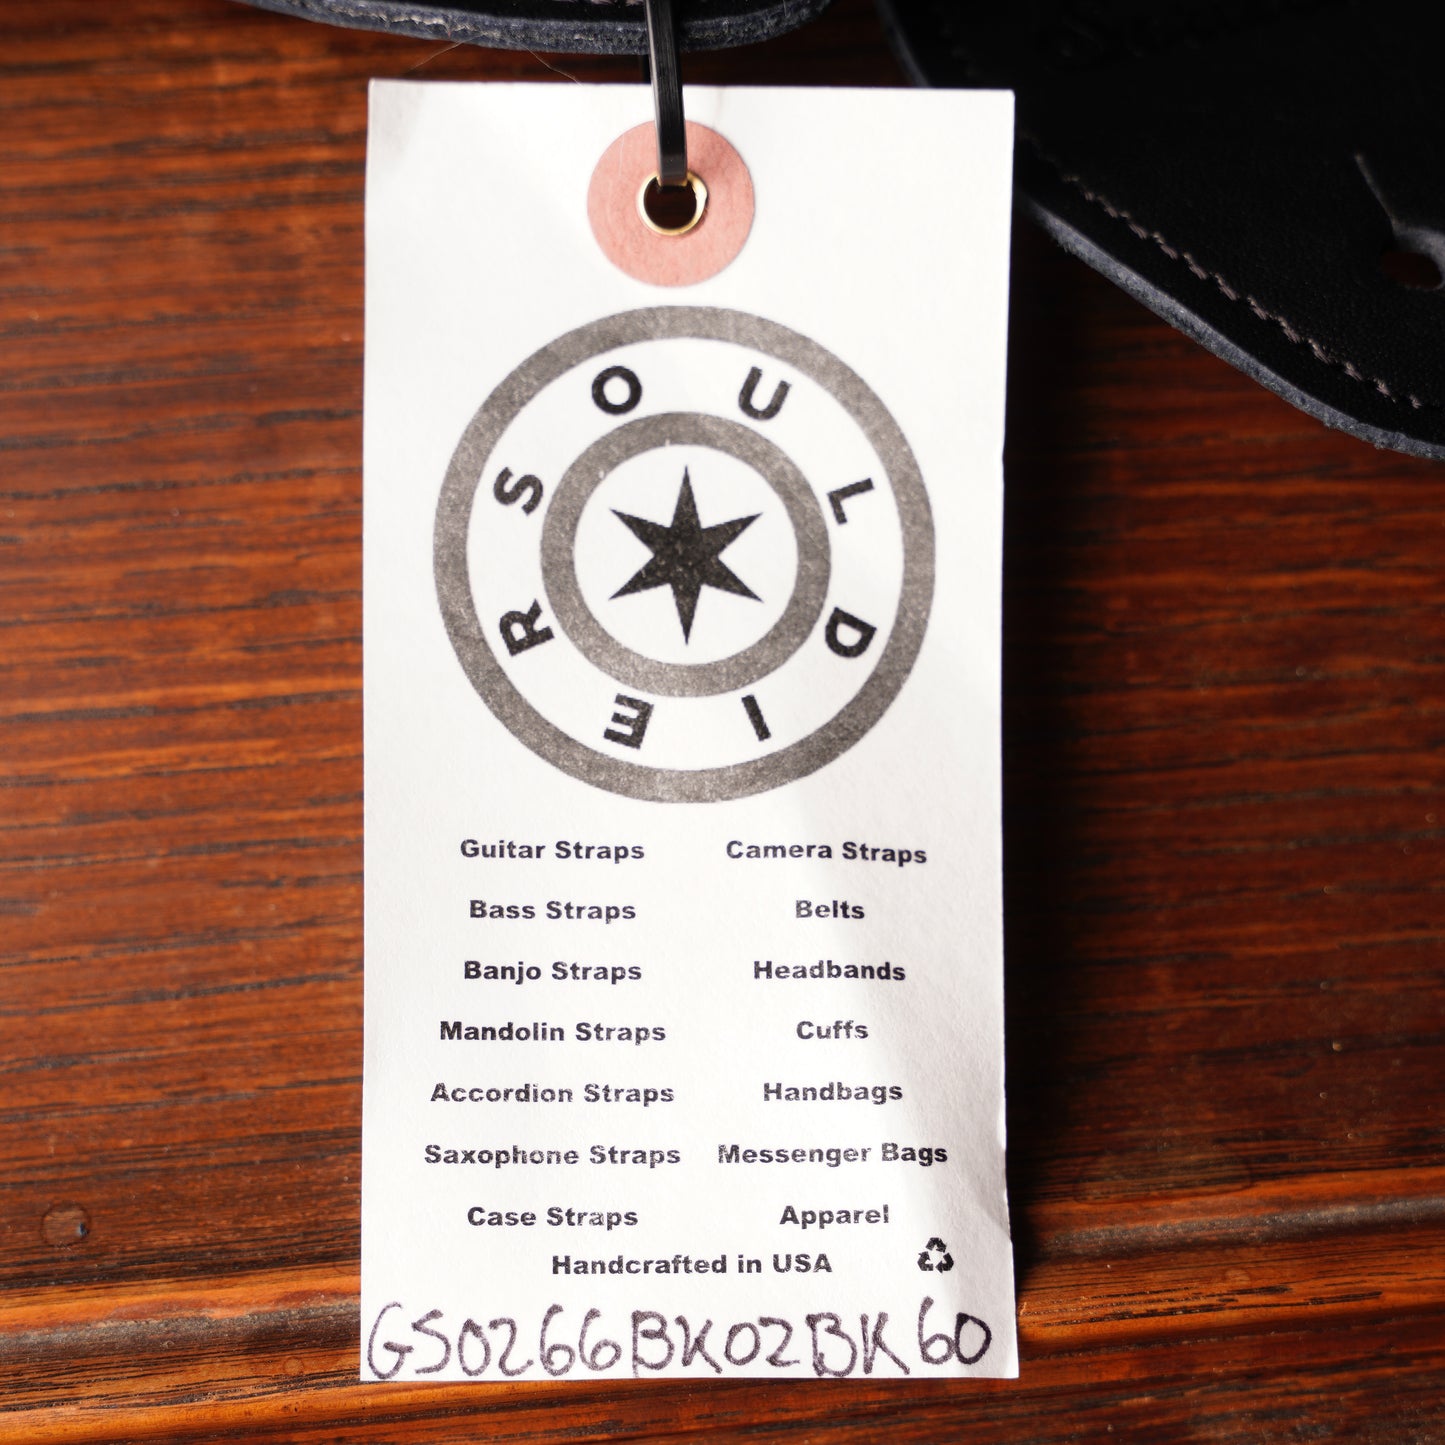 SOULDIER
Guitar Straps Camera Straps
Bass Straps Belts
Banjo Straps Headbands
Mandolin Straps Cuffs
Accordion Straps Handbags
Saxophone Straps Messenger Bags
Case Straps Apparel
Handcrafted in USA
GS0266BK02BK60